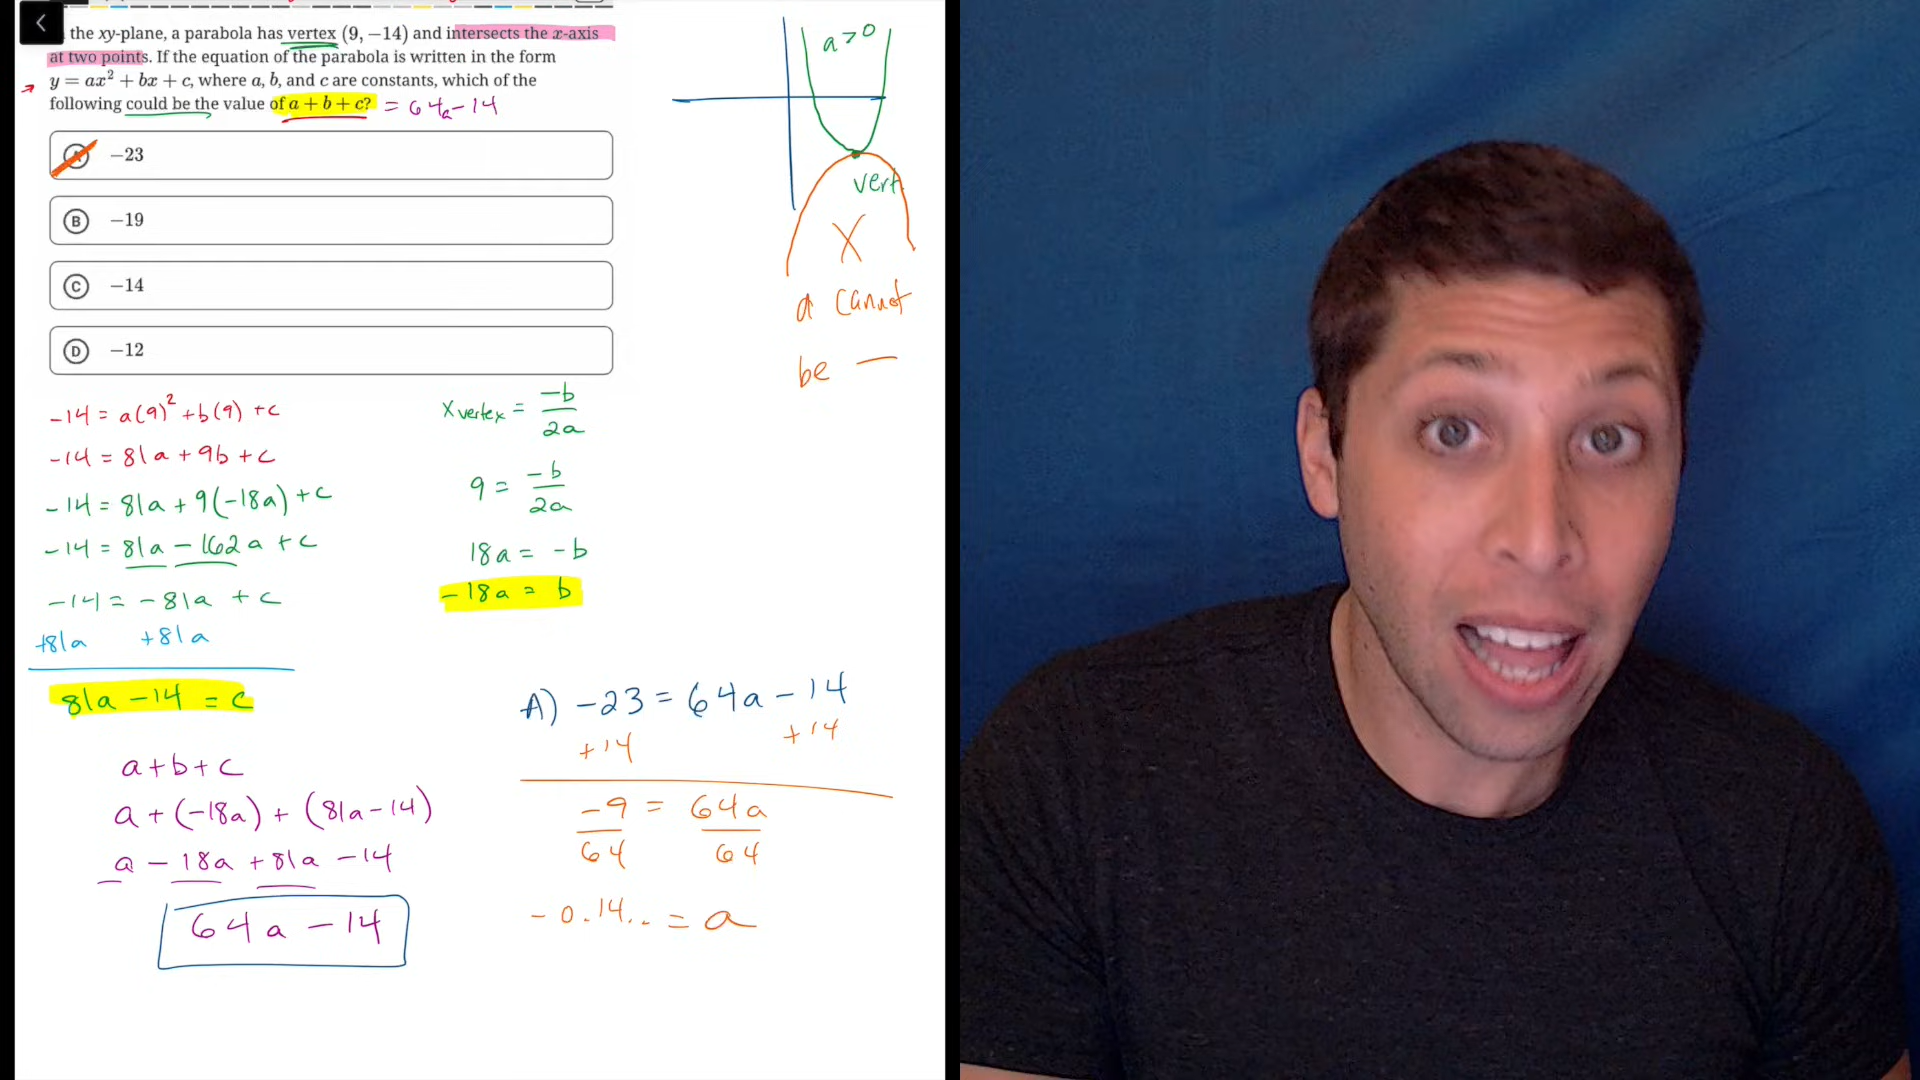 the xy-plane, a parabola has vertex (9, −14) and intersects the x-axis
at two points. If the equation of the parabola is written in the form
y = ax² + bx + c, where a, b, and c are constants, which of the
following could be the value of a + b + c? = 64a-14
A −23
B −19
C −14
D −12
a > 0
vert.
X
a cannot
be —
-14 = a(9)² + b(9) + c
-14 = 81a + 9b + c
-14 = 81a + 9(-18a) + c
-14 = 81a - 162a + c
-14 = -81a + c
+81a +81a
81a - 14 = c
x vertex = -b/2a
9 = -b/2a
18a = -b
-18a = b
a+b+c
a + (-18a) + (81a-14)
a - 18a + 81a - 14
64a - 14
A) -23 = 64a - 14
+14 +14
-9/64 = 64a/64
-0.14.. = a